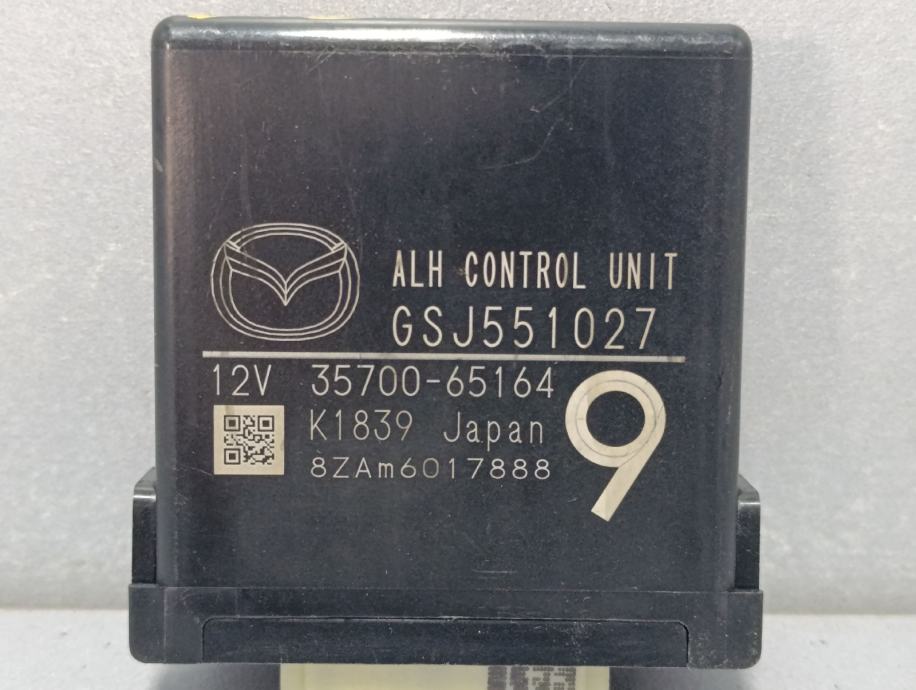 ALH CONTROL UNIT
GSJ551027
12V 35700-65164
K1839 Japan
8ZAm6017888
9